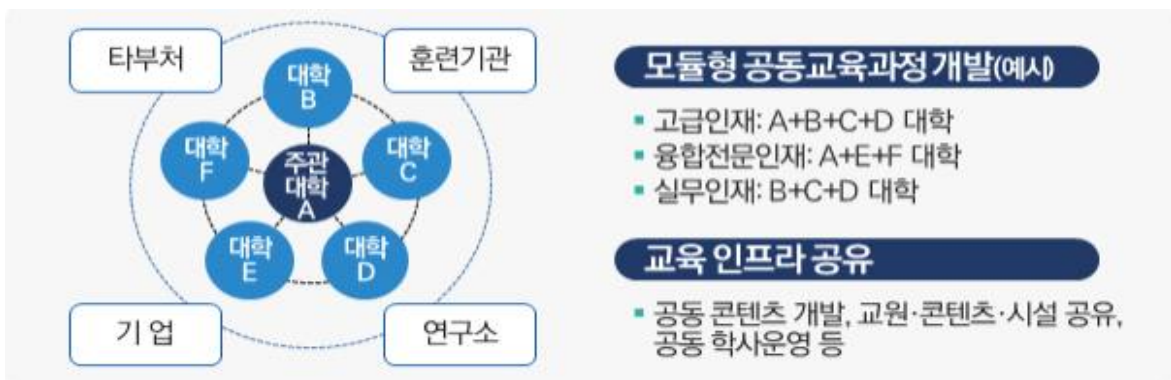 타부처
훈련기관
대학
B
대학
F
대학
C
주관
대학
A
대학
E
대학
D
기 업
연구소
모듈형 공동교육과정 개발(예시)
▪ 고급인재: A+B+C+D 대학
▪ 융합전문인재: A+E+F 대학
▪ 실무인재: B+C+D 대학
교육 인프라 공유
▪ 공동 콘텐츠 개발, 교원·콘텐츠·시설 공유,
공동 학사운영 등